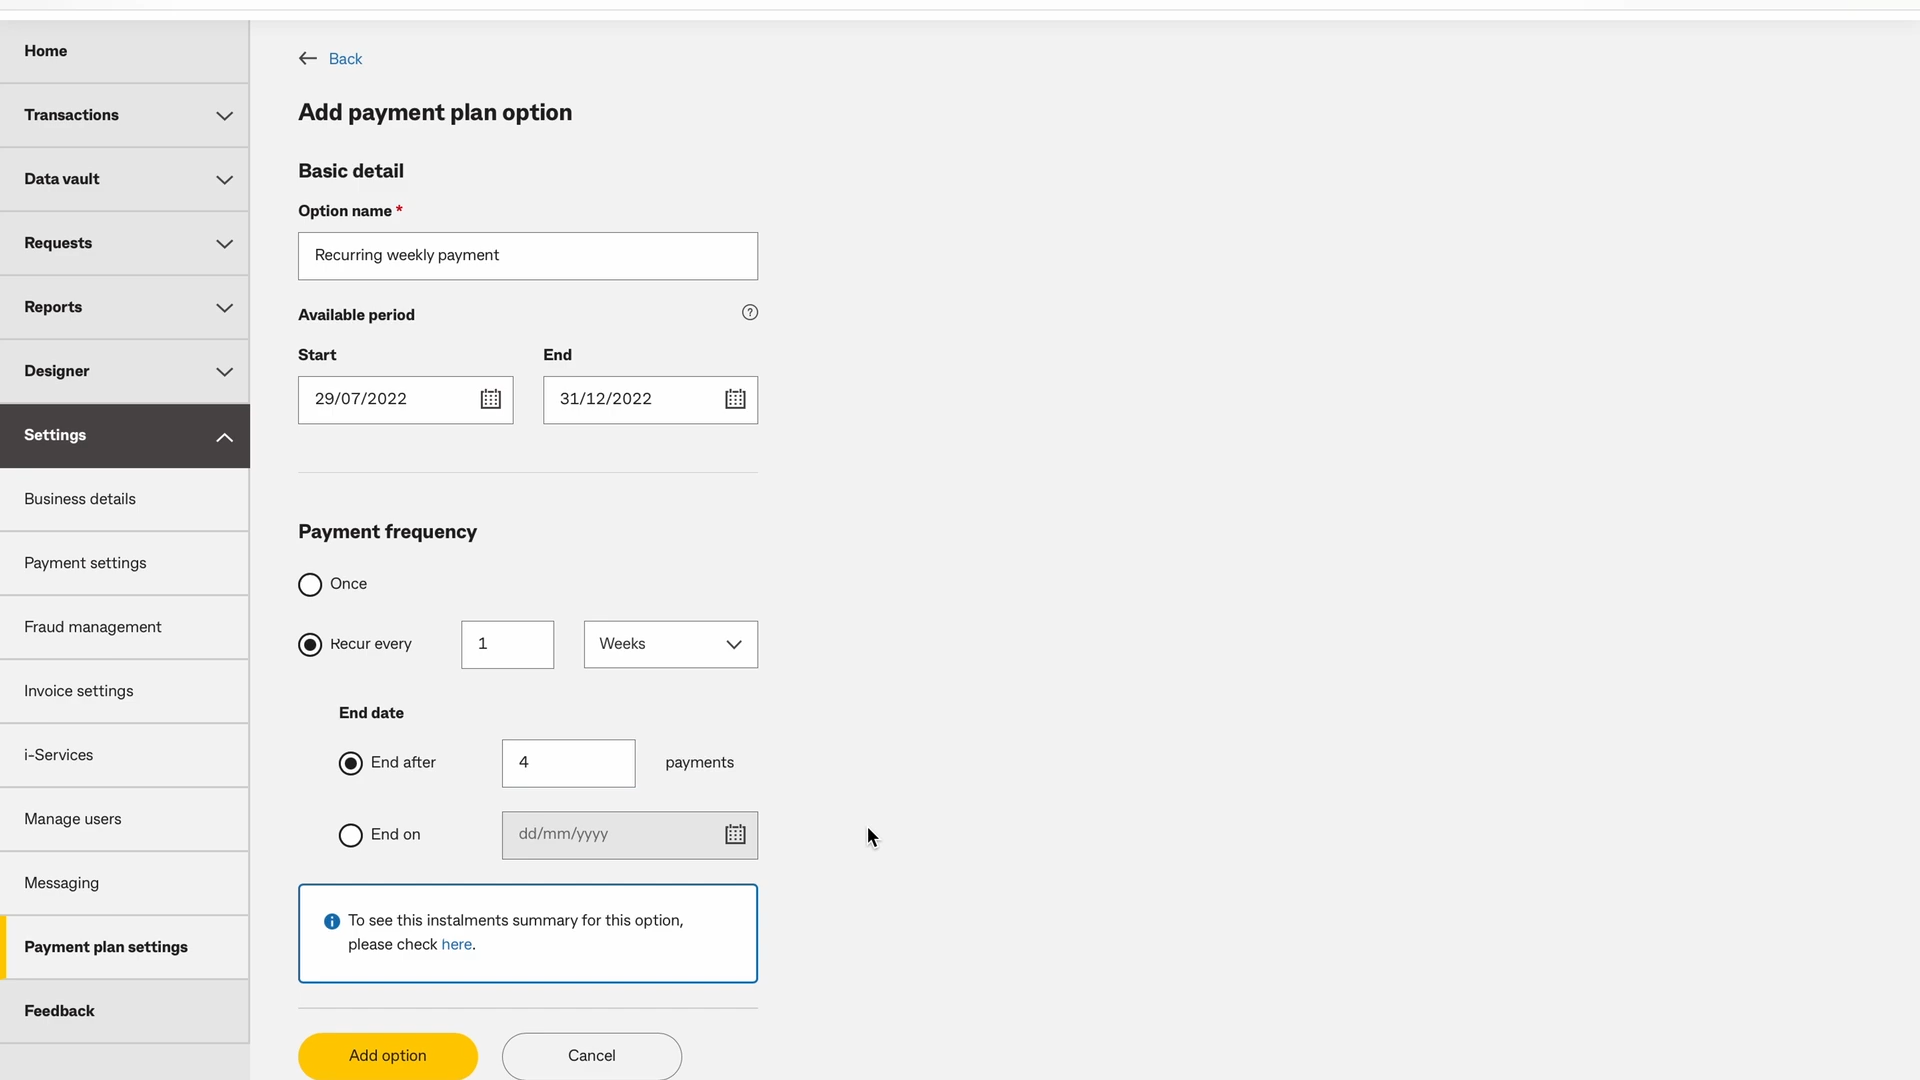 Home
Transactions
Data vault
Requests
Reports
Designer
Settings
Business details
Payment settings
Fraud management
Invoice settings
i-Services
Manage users
Messaging
Payment plan settings
Feedback
Back
Add payment plan option
Basic detail
Option name *
Recurring weekly payment
Available period
Start End
29/07/2022 31/12/2022
Payment frequency
Once
Recur every 1 Weeks
End date
End after 4 payments
End on dd/mm/yyyy
To see this instalments summary for this option,
please check here.
Add option Cancel